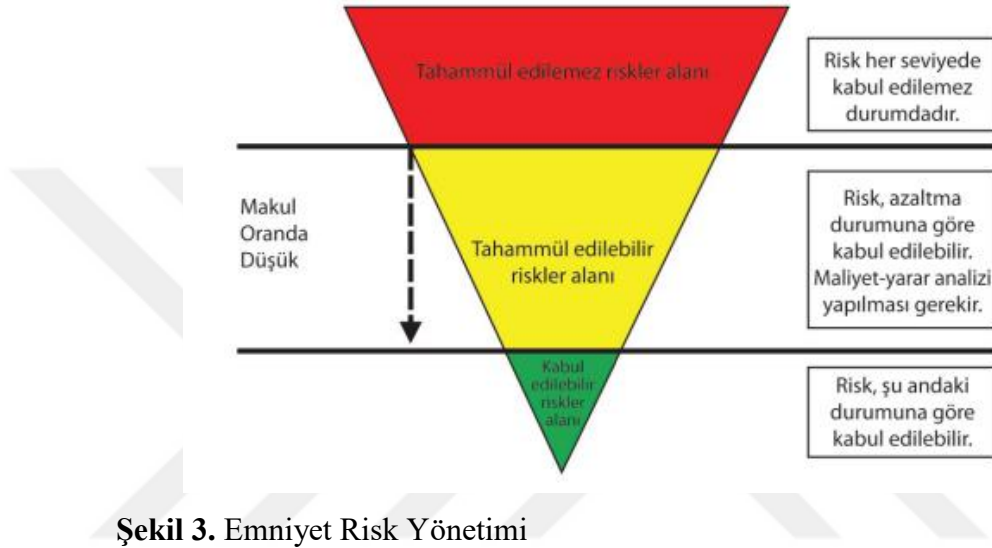 Tahammül edilemez riskler alanı
Risk her seviyede
kabul edilemez
durumdadır.
Makul
Oranda
Düşük
Tahammül edilebilir
riskler alanı
Risk, azaltma
durumuna göre
kabul edilebilir.
Maliyet-yarar analizi
yapılması gerekir.
Kabul
edilebilir
riskler
alanı
Risk, şu andaki
durumuna göre
kabul edilebilir.
Şekil 3. Emniyet Risk Yönetimi